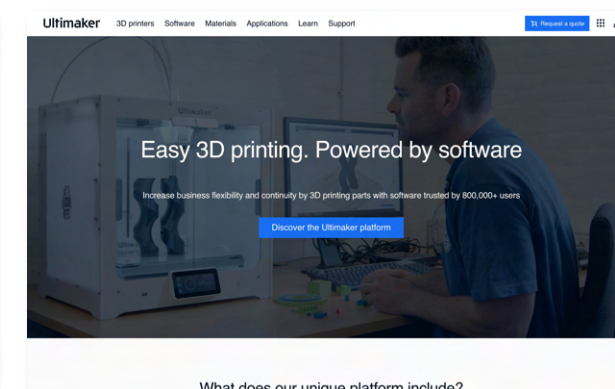 Ultimaker 3D printers Software Materials Applications Learn Support Request a quote
Ultimaker
Easy 3D printing. Powered by software
Increase business flexibility and continuity by 3D printing parts with software trusted by 800,000+ users
Discover the Ultimaker platform
What does our unique platform include?